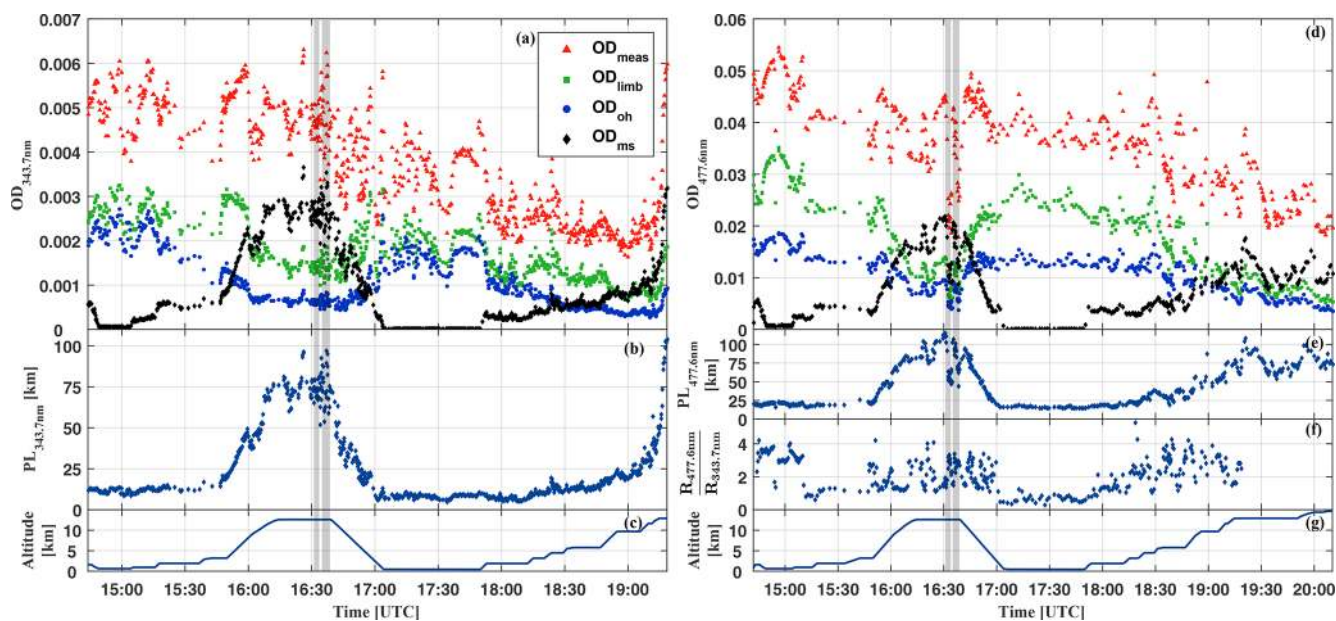 (a)
OD_meas
OD_limb
OD_oh
OD_ms
OD_343.7nm
0.007
0.006
0.005
0.004
0.003
0.002
0.001
0
(b)
PL_343.7nm [km]
100
75
50
25
0
(c)
Altitude
[km]
10
5
0
15:00 15:30 16:00 16:30 17:00 17:30 18:00 18:30 19:00
Time [UTC]
(d)
OD_477.6nm
0.06
0.05
0.04
0.03
0.02
0.01
0
(e)
PL_477.6nm
[km]
100
75
50
25
(f)
R_477.6nm
R_343.7nm
4
2
0
(g)
Altitude
[km]
10
5
0
15:00 15:30 16:00 16:30 17:00 17:30 18:00 18:30 19:00 19:30 20:00
Time [UTC]